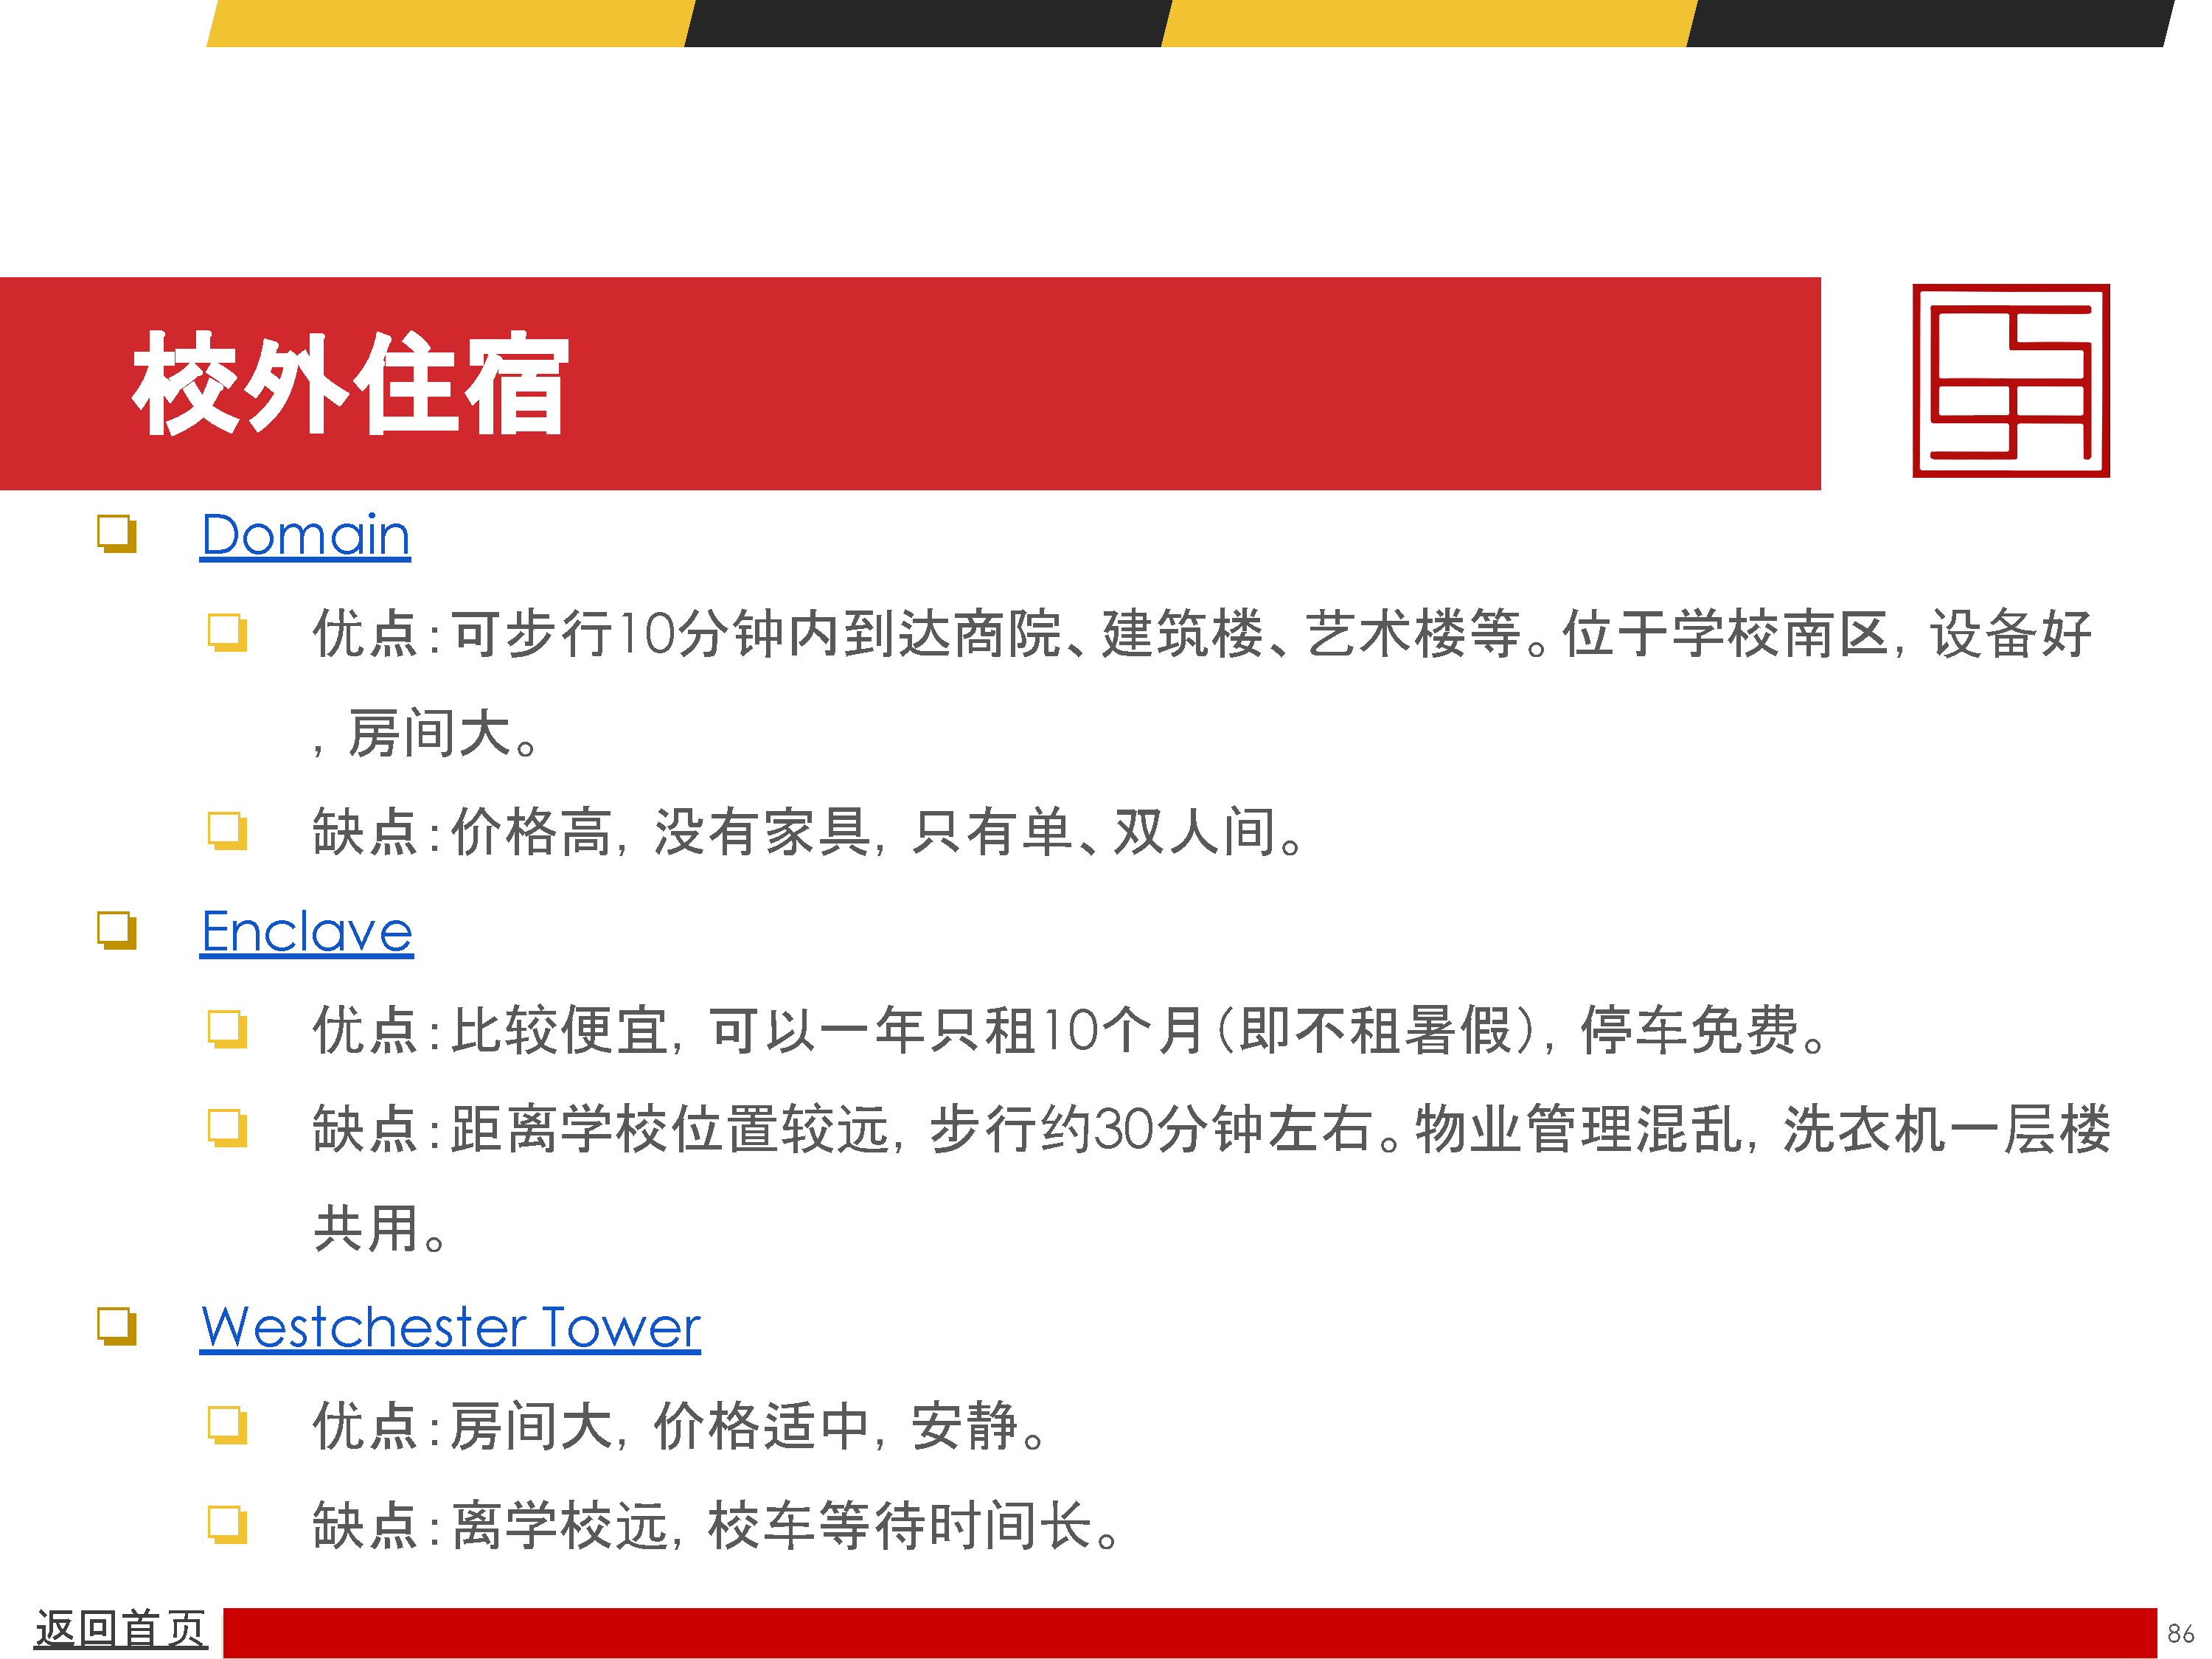 校外住宿
Domain
优点：可步行10分钟内到达商院、建筑楼、艺术楼等。位于学校南区，设备好
，房间大。
缺点：价格高，没有家具，只有单、双人间。
Enclave
优点：比较便宜，可以一年只租10个月（即不租暑假），停车免费。
缺点：距离学校位置较远，步行约30分钟左右。物业管理混乱，洗衣机一层楼
共用。
Westchester Tower
优点：房间大，价格适中，安静。
缺点：离学校远，校车等待时间长。
返回首页
86